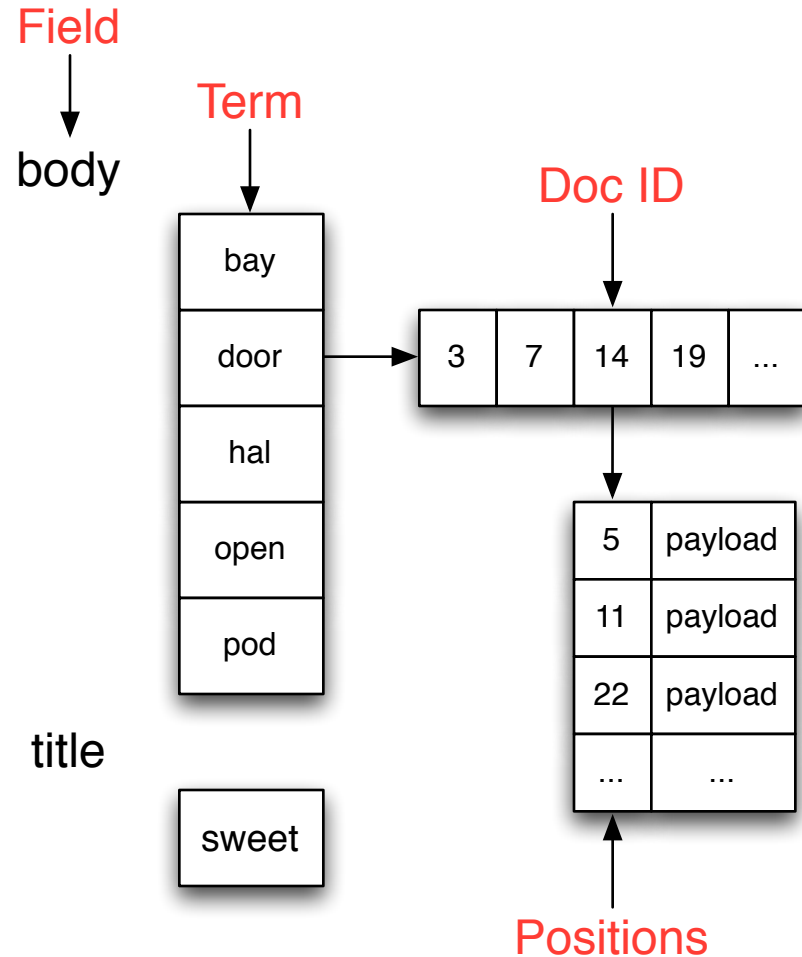 Field
Term
body
Doc ID
bay
door
3 7 14 19 ...
hal
open
5 payload
11 payload
pod
22 payload
title
... ...
sweet
Positions